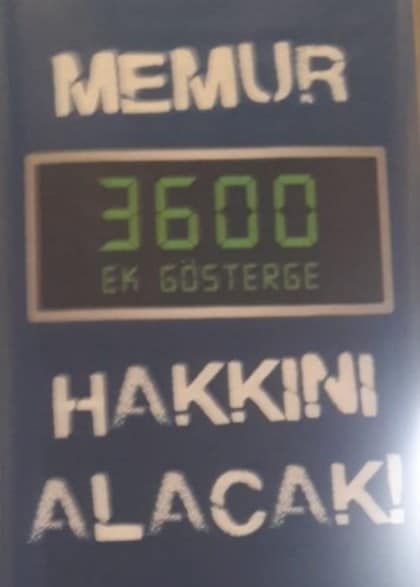 MEMUR
3600
EK GÖSTERGE
HAKKINI
ALACAK!